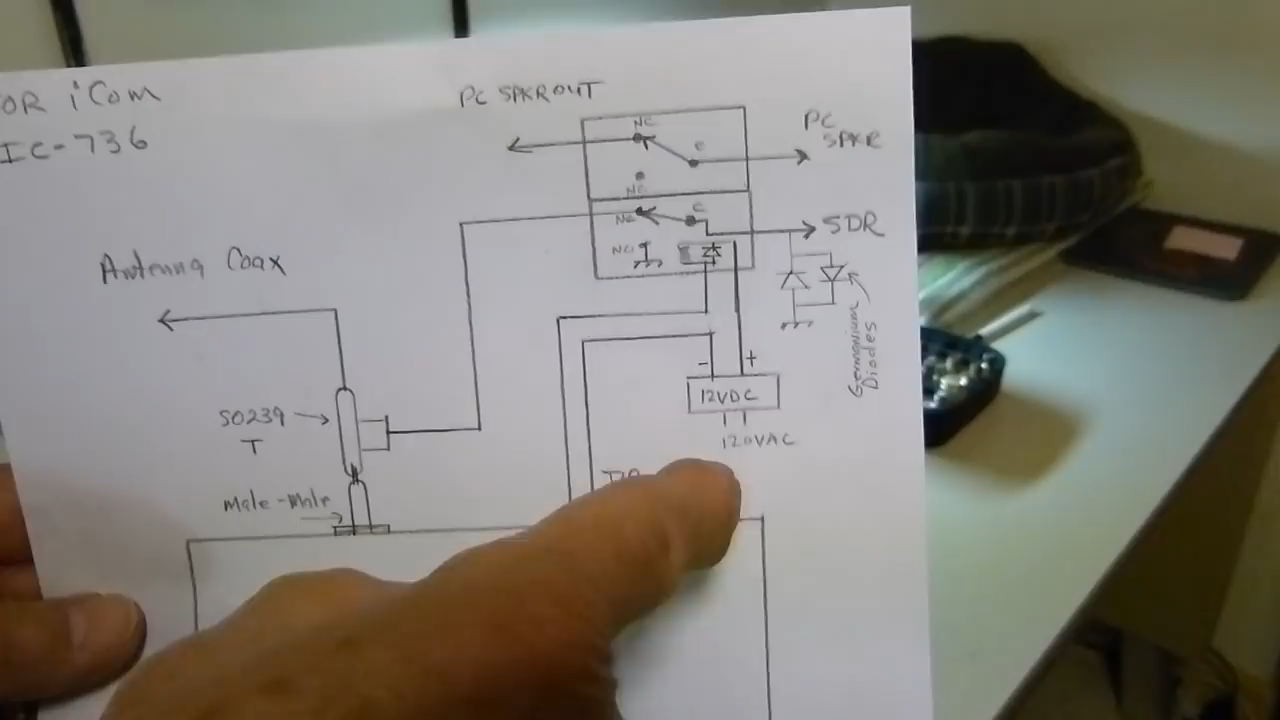 OR iCom
IC-736
PC SPKR OUT
NC
C
PC
SPKR
NO
NC
C
SDR
NO
Antenna Coax
Germanium
Diodes
- +
12VDC
120VAC
SO239
T
Male-Male